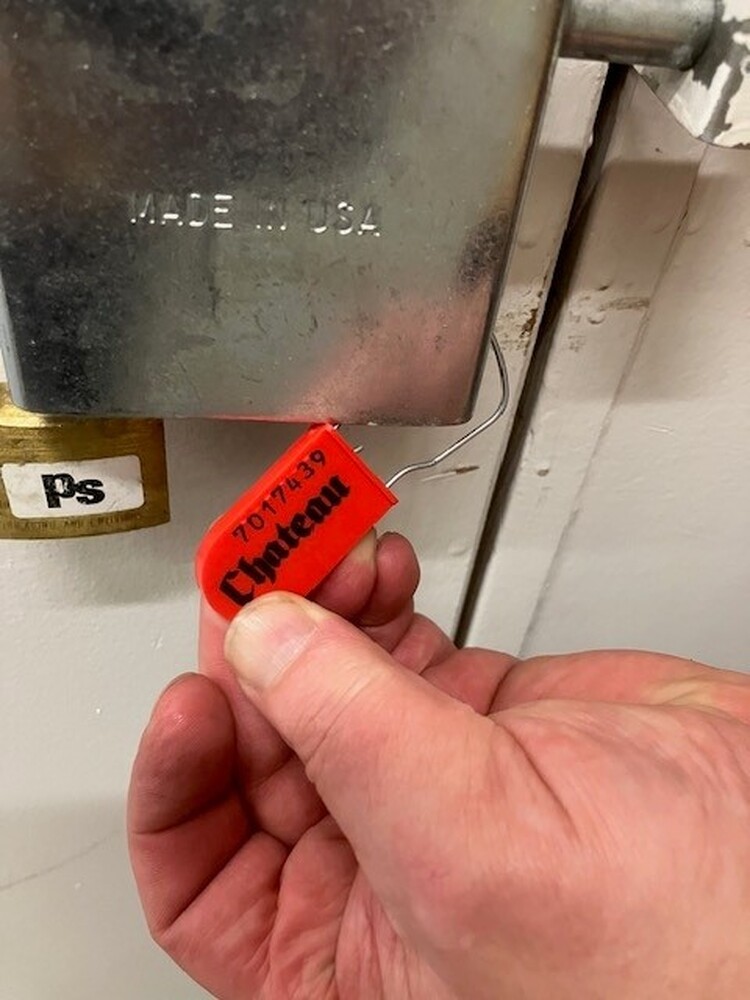 MADE IN USA
Ps
7017439
Chateau